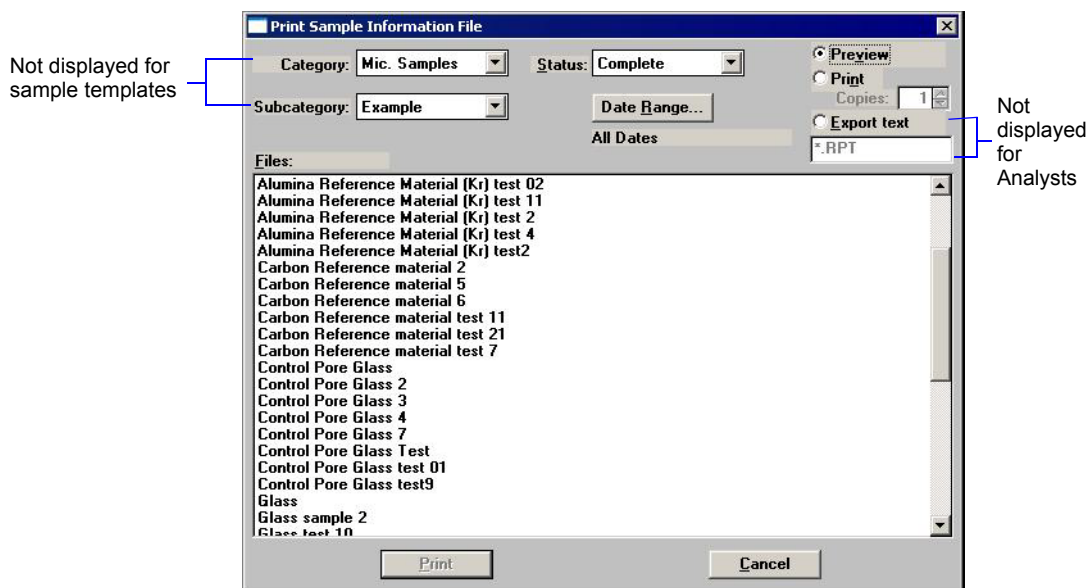 Print Sample Information File
Not displayed for
sample templates
Category: Mic. Samples
Status: Complete
Preview
Print
Copies: 1
Subcategory: Example
Date Range...
All Dates
Export text
*.RPT
Not
displayed
for
Analysts
Files:
Alumina Reference Material (Kr) test 02
Alumina Reference Material (Kr) test 11
Alumina Reference Material (Kr) test 2
Alumina Reference Material (Kr) test 4
Alumina Reference Material (Kr) test2
Carbon Reference material 2
Carbon Reference material 5
Carbon Reference material 6
Carbon Reference material test 11
Carbon Reference material test 21
Carbon Reference material test 7
Control Pore Glass
Control Pore Glass 2
Control Pore Glass 3
Control Pore Glass 4
Control Pore Glass 7
Control Pore Glass Test
Control Pore Glass test 01
Control Pore Glass test9
Glass
Glass sample 2
Glass test 10
Print
Cancel